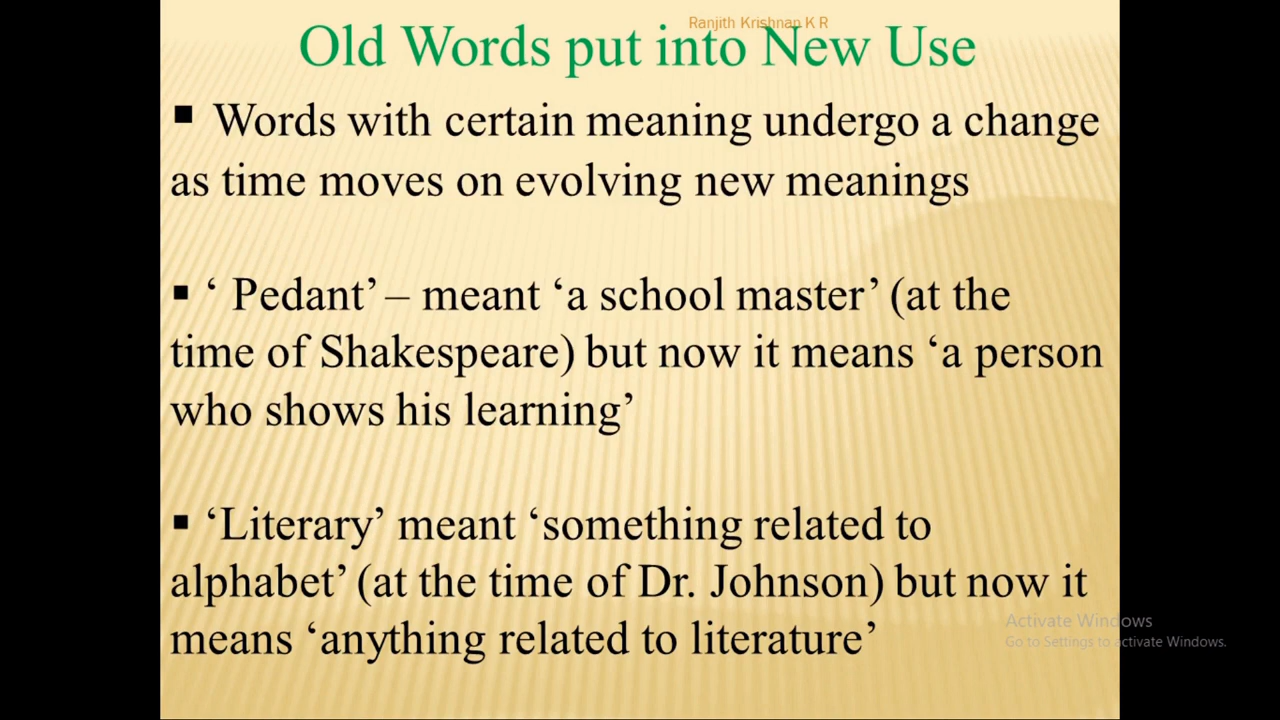 Ranjith Krishnan K R
Old Words put into New Use
▪ Words with certain meaning undergo a change
as time moves on evolving new meanings
▪ ‘ Pedant’ – meant ‘a school master’ (at the
time of Shakespeare) but now it means ‘a person
who shows his learning’
▪ ‘Literary’ meant ‘something related to
alphabet’ (at the time of Dr. Johnson) but now it
means ‘anything related to literature’
Activate Windows
Go to Settings to activate Windows.